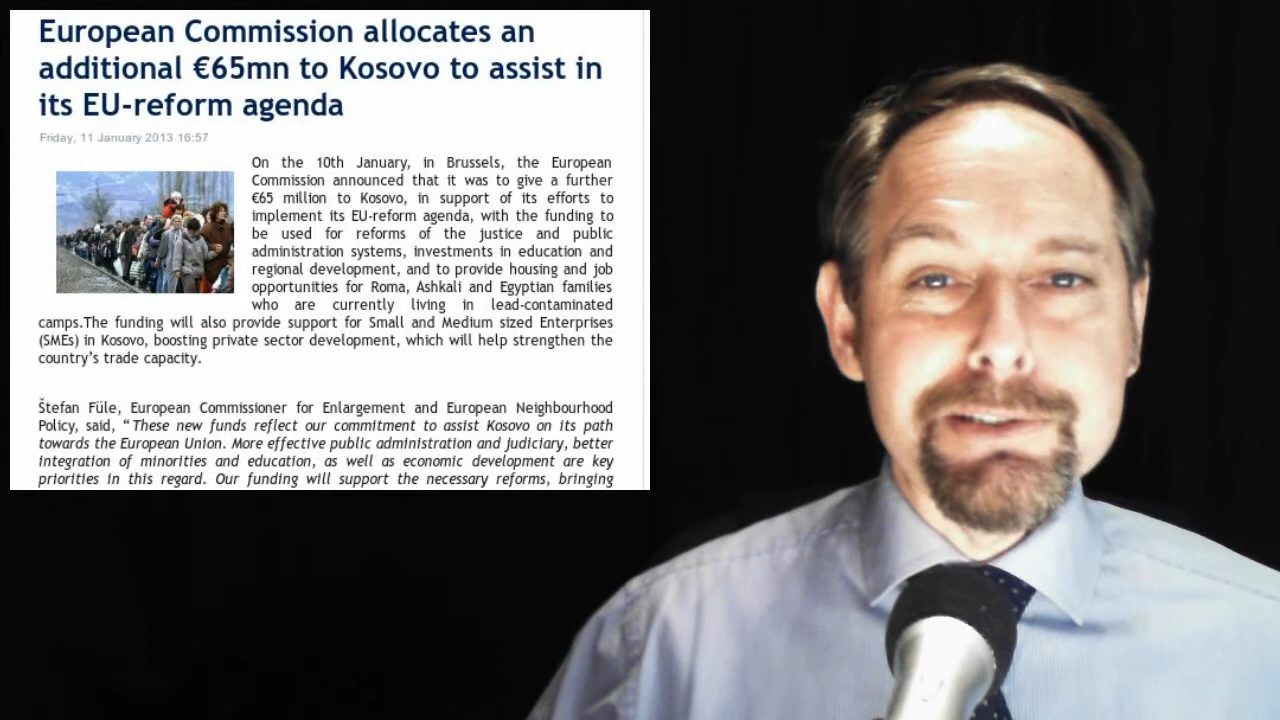 European Commission allocates an
additional €65mn to Kosovo to assist in
its EU-reform agenda
Friday, 11 January 2013 16:57
On the 10th January, in Brussels, the European
Commission announced that it was to give a further
€65 million to Kosovo, in support of its efforts to
implement its EU-reform agenda, with the funding to
be used for reforms of the justice and public
administration systems, investments in education and
regional development, and to provide housing and job
opportunities for Roma, Ashkali and Egyptian families
who are currently living in lead-contaminated
camps.The funding will also provide support for Small and Medium sized Enterprises
(SMEs) in Kosovo, boosting private sector development, which will help strengthen the
country's trade capacity.
Štefan Füle, European Commissioner for Enlargement and European Neighbourhood
Policy, said, "These new funds reflect our commitment to assist Kosovo on its path
towards the European Union. More effective public administration and judiciary, better
integration of minorities and education, as well as economic development are key
priorities in this regard. Our funding will support the necessary reforms, bringing